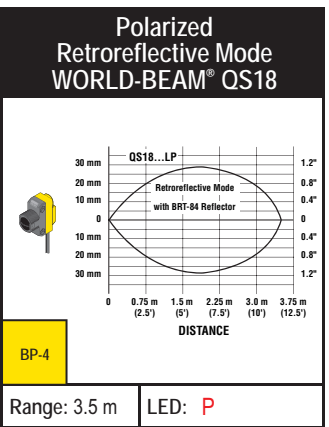 Polarized
Retroreflective Mode
WORLD-BEAM® QS18
QS18...LP
Retroreflective Mode
with BRT-84 Reflector
30 mm
20 mm
10 mm
0
10 mm
20 mm
30 mm
1.2"
0.8"
0.4"
0
0.4"
0.8"
1.2"
0 0.75 m 1.5 m 2.25 m 3.0 m 3.75 m
(2.5') (5') (7.5') (10') (12.5')
DISTANCE
BP-4
Range: 3.5 m LED: P